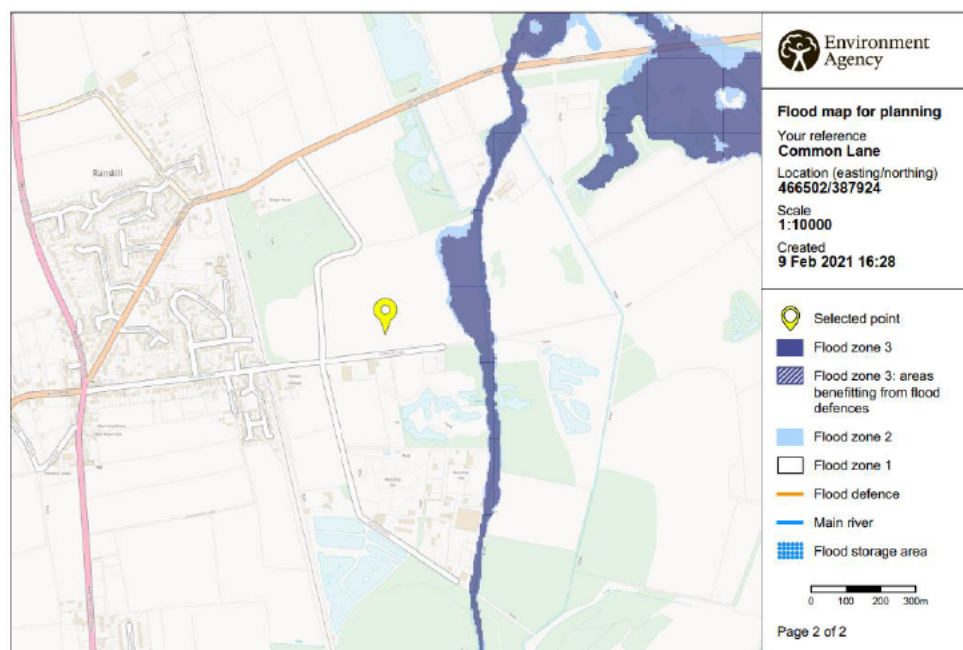 Ranskill
Environment
Agency
Flood map for planning
Your reference
Common Lane
Location (easting/northing)
466502/387924
Scale
1:10000
Created
9 Feb 2021 16:28
Selected point
Flood zone 3
Flood zone 3: areas
benefitting from flood
defences
Flood zone 2
Flood zone 1
Flood defence
Main river
Flood storage area
0 100 200 300m
Page 2 of 2